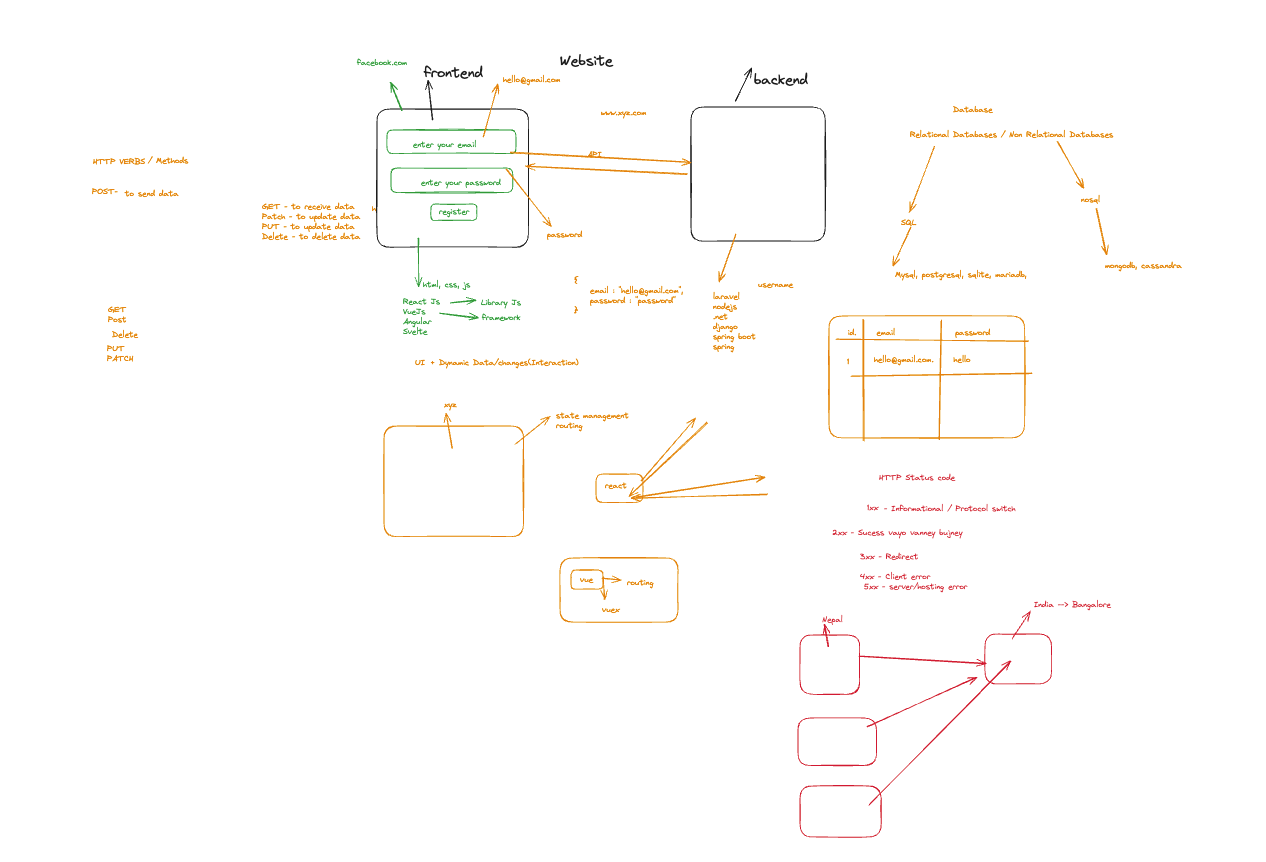 Website
facebook.com
frontend
hello@gmail.com
backend
www.xyz.com
Database
Relational Databases / Non Relational Databases
enter your email
API
HTTP VERBS / Methods
enter your password
POST- to send data
nosql
GET - to receive data
Patch - to update data
PUT - to update data
Delete - to delete data
register
SQL
password
mongodb, cassandra
Mysql, postgresql, sqlite, mariadb,
html, css, js
React Js
VueJs
Angular
Svelte
Library Js
framework
{
email : "hello@gmail.com",
password : "password"
}
username
laravel
nodejs
.net
django
spring boot
spring
GET
Post
Delete
PUT
PATCH
id.
email
password
1
hello@gmail.com.
hello
UI + Dynamic Data/changes(Interaction)
xyz
state management
routing
react
HTTP Status code
1xx - Informational / Protocol switch
2xx - Sucess vayo vanney bujney
3xx - Redirect
4xx - Client error
5xx - server/hosting error
vue
routing
vuex
Nepal
India --> Bangalore